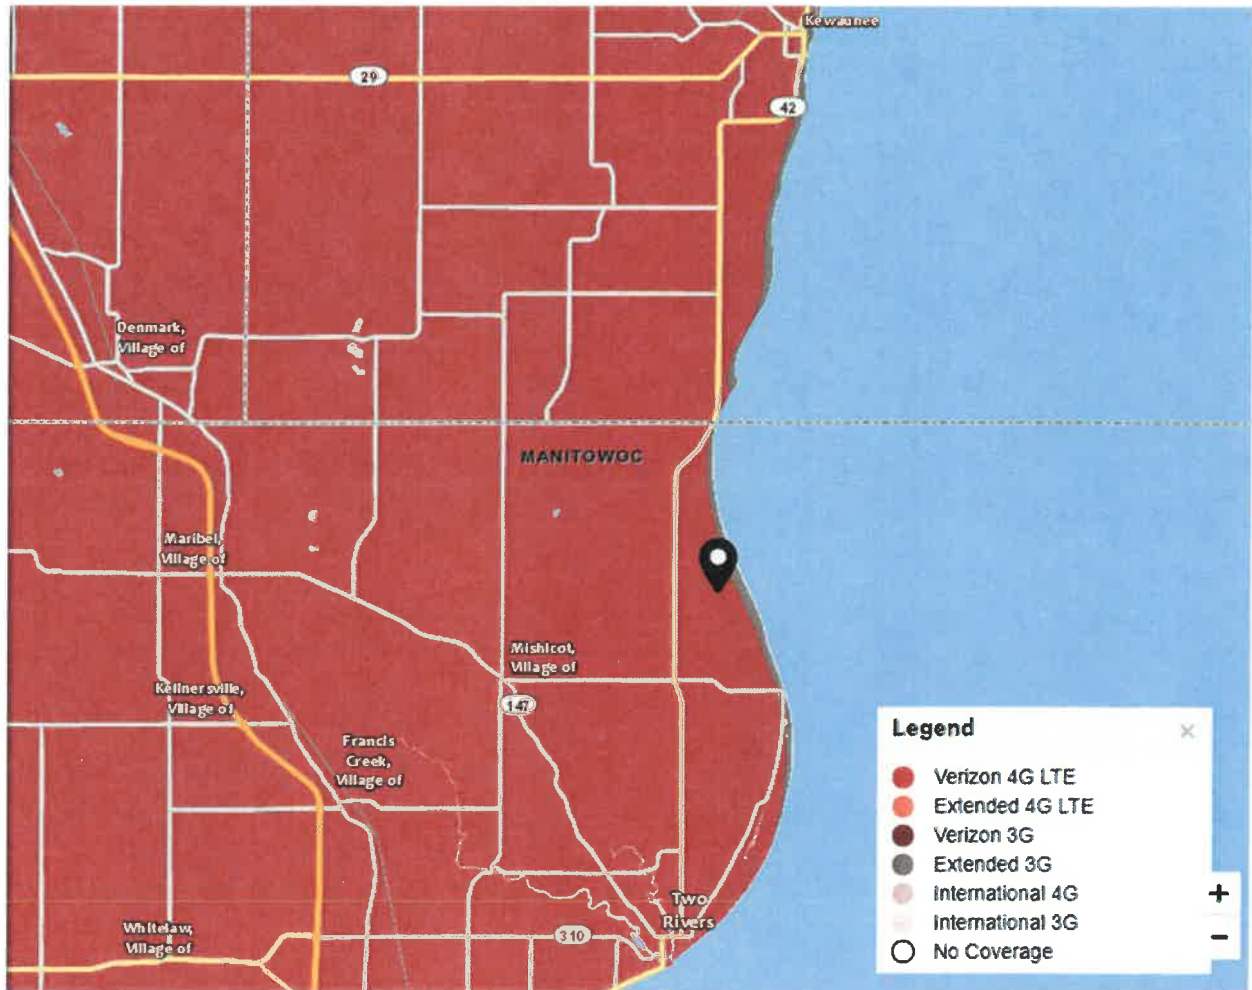 Kewaunee
29
42
Denmark,
Village of
MANITOWOC
Maribel,
Village of
Mishicot,
Village of
Kellnersville,
Village of
147
Francis
Creek,
Village of
Two
Rivers
Whitelaw,
Village of
310
Legend
×
Verizon 4G LTE
Extended 4G LTE
Verizon 3G
Extended 3G
International 4G
International 3G
No Coverage
+
−